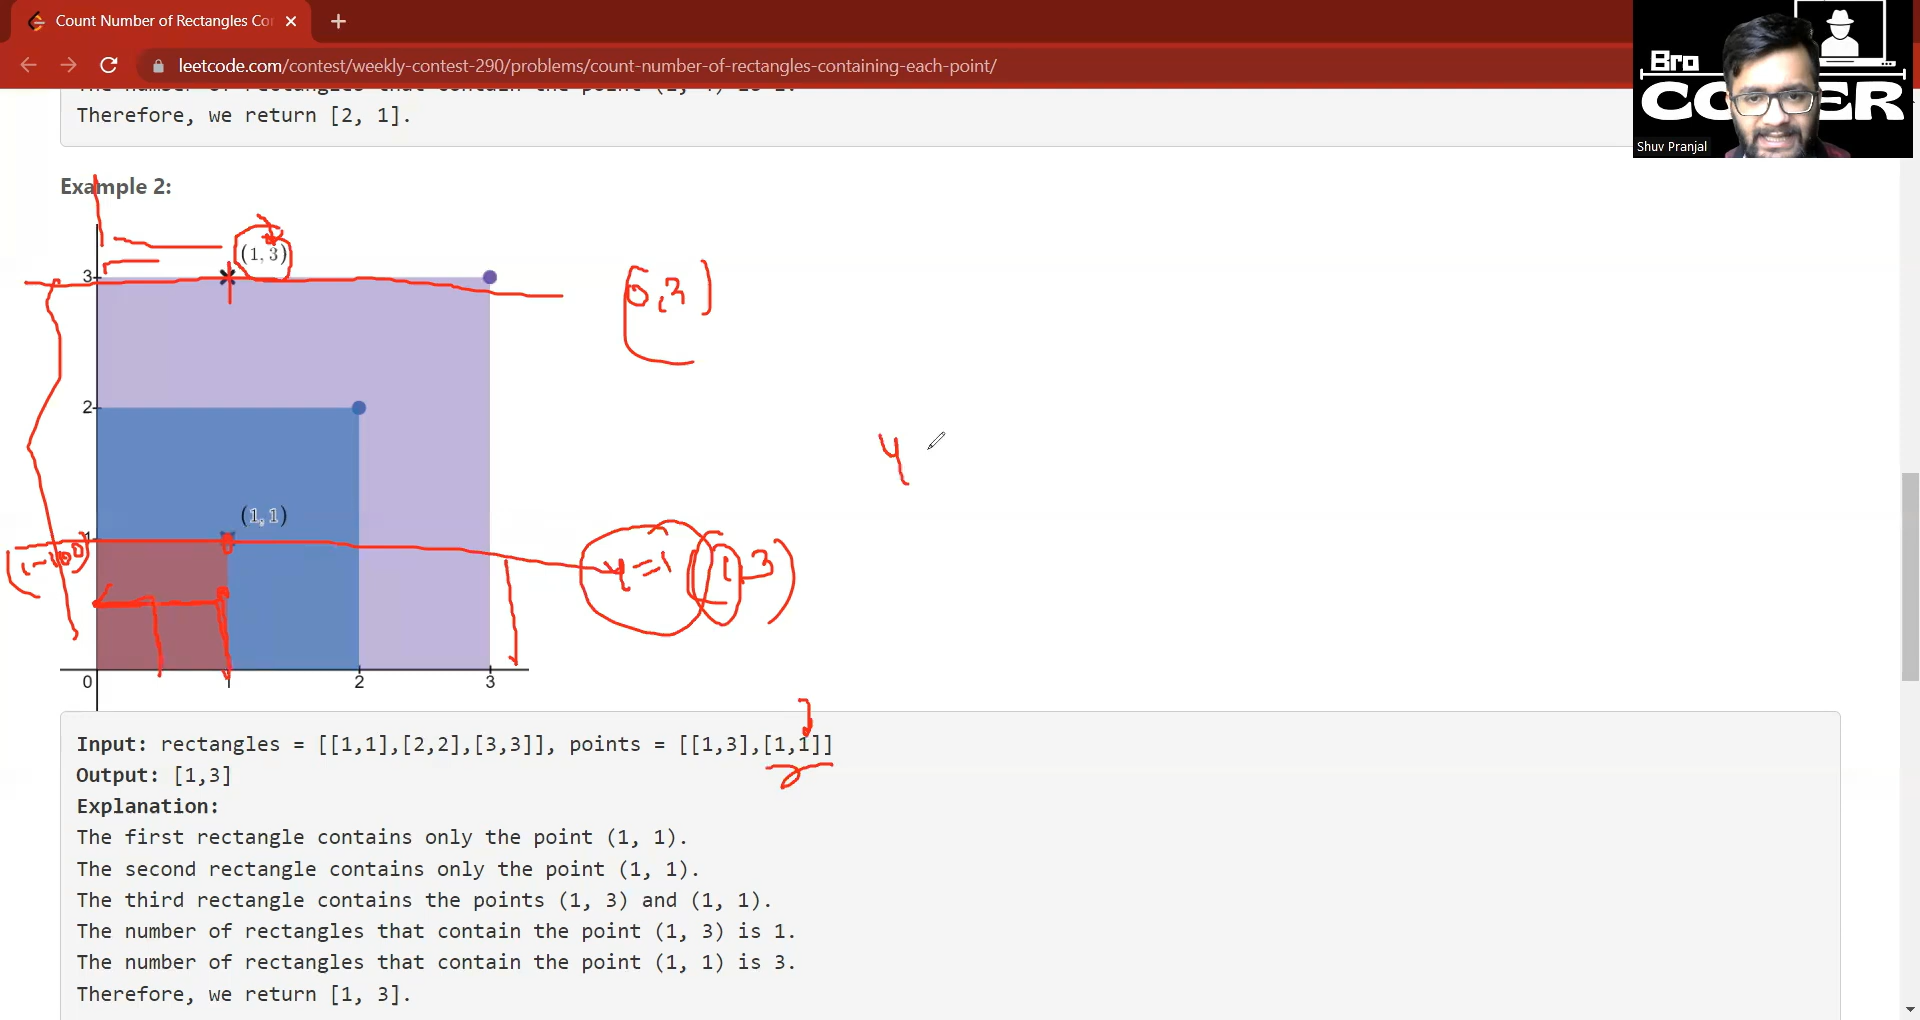 Count Number of Rectangles Co
leetcode.com/contest/weekly-contest-290/problems/count-number-of-rectangles-containing-each-point/
Bro
CODER
Shuv Pranjal
Therefore, we return [2, 1].
Example 2:
(1, 3)
3
2
(1, 1)
1
0
2
3
y=1
(1-3)
y
Input: rectangles = [[1,1],[2,2],[3,3]], points = [[1,3],[1,1]]
Output: [1,3]
Explanation:
The first rectangle contains only the point (1, 1).
The second rectangle contains only the point (1, 1).
The third rectangle contains the points (1, 3) and (1, 1).
The number of rectangles that contain the point (1, 3) is 1.
The number of rectangles that contain the point (1, 1) is 3.
Therefore, we return [1, 3].